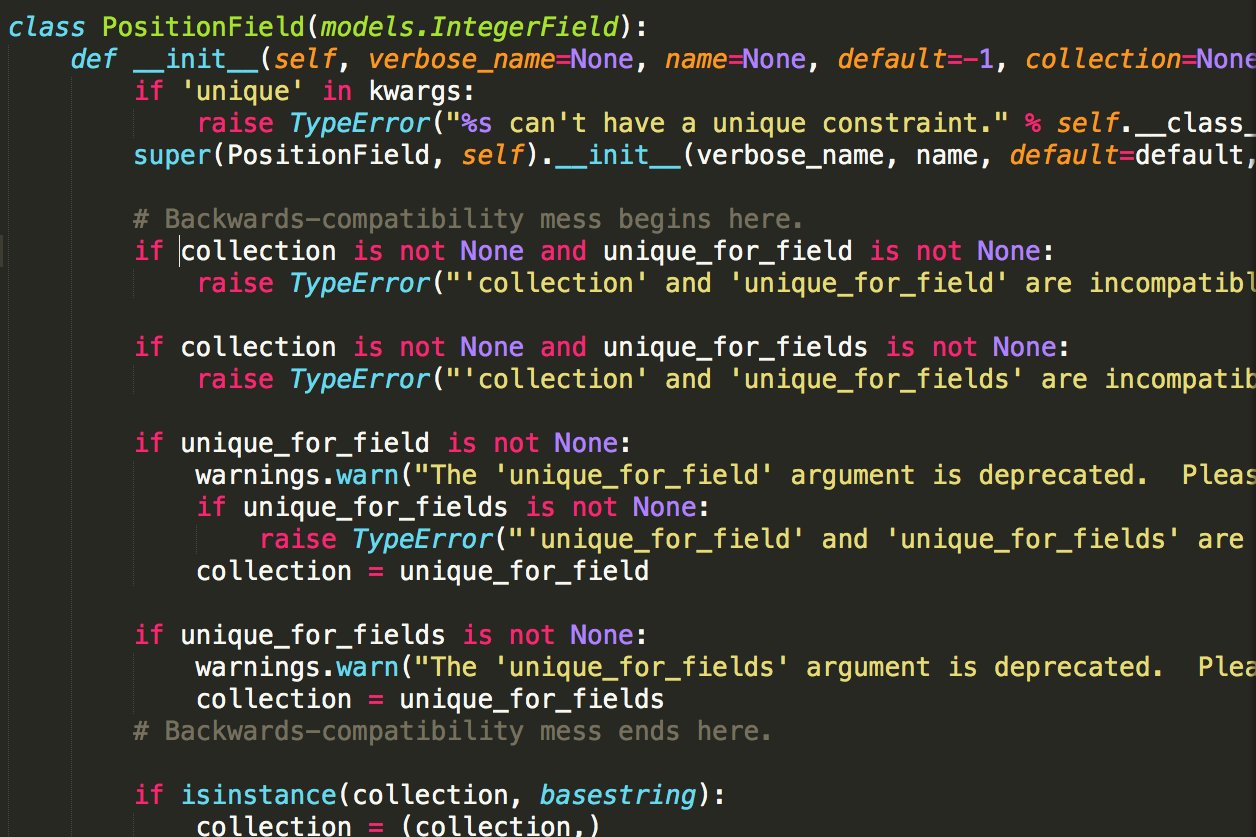 class PositionField(models.IntegerField):
    def __init__(self, verbose_name=None, name=None, default=-1, collection=None
        if 'unique' in kwargs:
            raise TypeError("%s can't have a unique constraint." % self.__class_
        super(PositionField, self).__init__(verbose_name, name, default=default,

        # Backwards-compatibility mess begins here.
        if collection is not None and unique_for_field is not None:
            raise TypeError("'collection' and 'unique_for_field' are incompatibl

        if collection is not None and unique_for_fields is not None:
            raise TypeError("'collection' and 'unique_for_fields' are incompatib

        if unique_for_field is not None:
            warnings.warn("The 'unique_for_field' argument is deprecated.  Pleas
            if unique_for_fields is not None:
                raise TypeError("'unique_for_field' and 'unique_for_fields' are
            collection = unique_for_field

        if unique_for_fields is not None:
            warnings.warn("The 'unique_for_fields' argument is deprecated.  Plea
            collection = unique_for_fields
        # Backwards-compatibility mess ends here.

        if isinstance(collection, basestring):
            collection = (collection,)